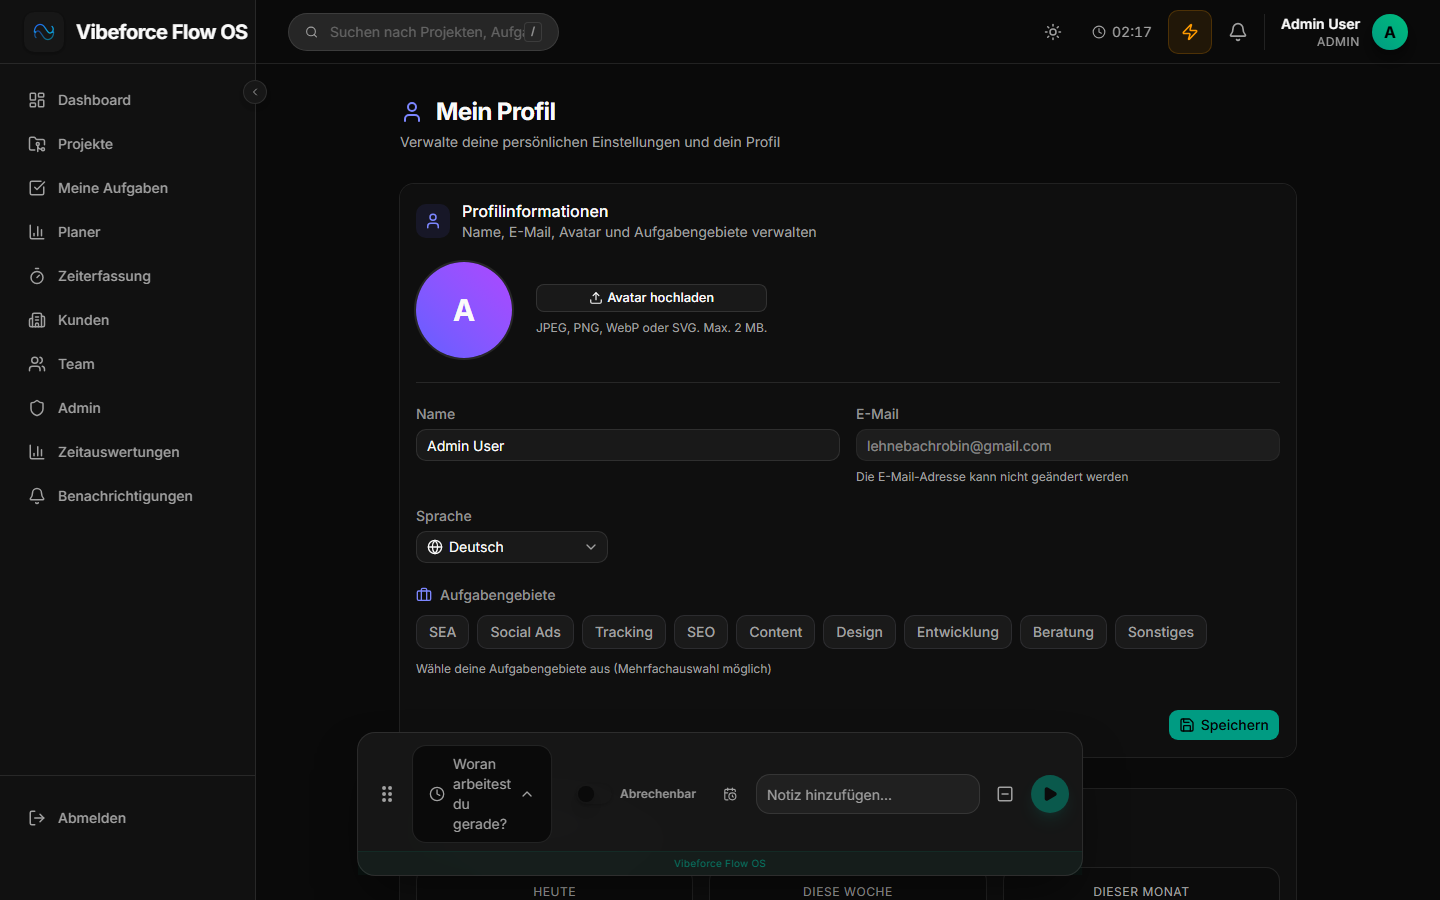 Vibeforce Flow OS
Suchen nach Projekten, Aufg
/
02:17
Admin User
ADMIN
A
Dashboard
Projekte
Meine Aufgaben
Planer
Zeiterfassung
Kunden
Team
Admin
Zeitauswertungen
Benachrichtigungen
Abmelden
Mein Profil
Verwalte deine persönlichen Einstellungen und dein Profil
Profilinformationen
Name, E-Mail, Avatar und Aufgabengebiete verwalten
A
Avatar hochladen
JPEG, PNG, WebP oder SVG. Max. 2 MB.
Name
Admin User
E-Mail
lehnebachrobin@gmail.com
Die E-Mail-Adresse kann nicht geändert werden
Sprache
Deutsch
Aufgabengebiete
SEA Social Ads Tracking SEO Content Design Entwicklung Beratung Sonstiges
Wähle deine Aufgabengebiete aus (Mehrfachauswahl möglich)
Speichern
Woran
arbeitest
du
gerade?
Abrechenbar
Notiz hinzufügen...
Vibeforce Flow OS
HEUTE
DIESE WOCHE
DIESER MONAT